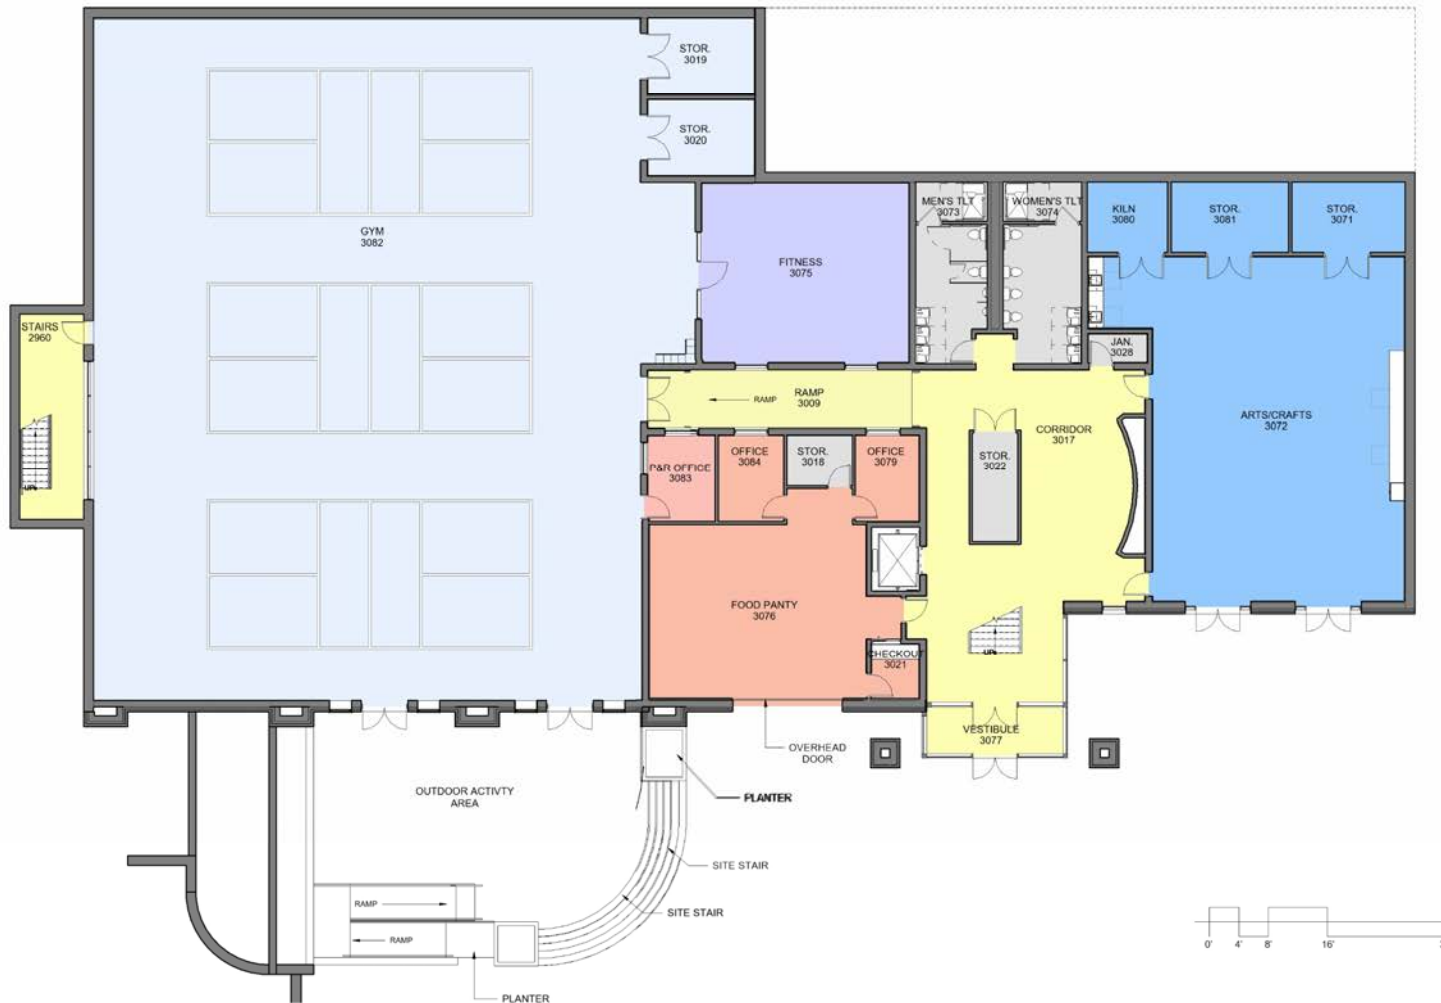 STOR.
3019
STOR.
3020
GYM
3082
MEN'S TLT
3073
WOMEN'S TLT
3074
KILN
3080
STOR.
3081
STOR.
3071
FITNESS
3075
STAIRS
2960
UP
JAN.
3028
RAMP
RAMP
3009
CORRIDOR
3017
ARTS/CRAFTS
3072
P&R OFFICE
3083
OFFICE
3084
STOR.
3018
OFFICE
3079
STOR.
3022
FOOD PANTY
3076
CHECKOUT
3021
UP
VESTIBULE
3077
OVERHEAD
DOOR
PLANTER
OUTDOOR ACTIVTY
AREA
SITE STAIR
SITE STAIR
RAMP
RAMP
PLANTER
0' 4' 8' 16'